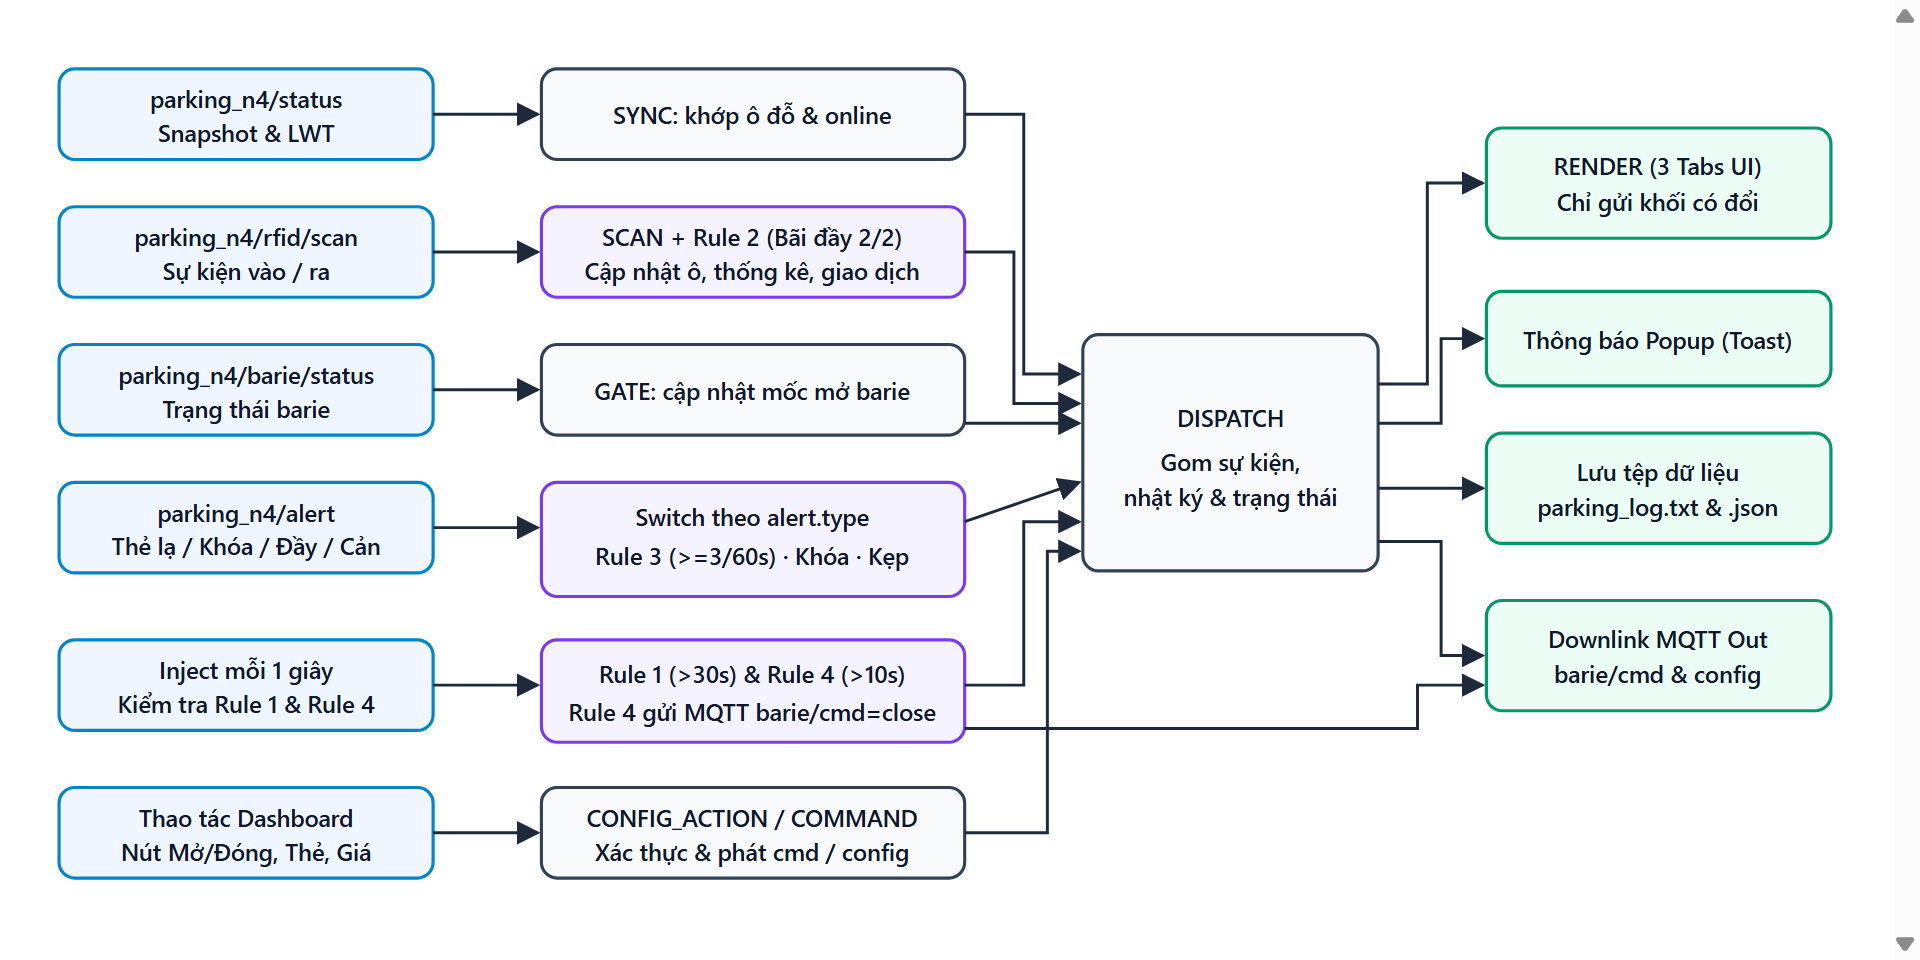 parking_n4/status
Snapshot & LWT
SYNC: khớp ô đỗ & online
parking_n4/rfid/scan
Sự kiện vào / ra
SCAN + Rule 2 (Bãi đầy 2/2)
Cập nhật ô, thống kê, giao dịch
parking_n4/barie/status
Trạng thái barie
GATE: cập nhật mốc mở barie
parking_n4/alert
Thẻ lạ / Khóa / Đầy / Cản
Switch theo alert.type
Rule 3 (>=3/60s) · Khóa · Kẹp
Inject mỗi 1 giây
Kiểm tra Rule 1 & Rule 4
Rule 1 (>30s) & Rule 4 (>10s)
Rule 4 gửi MQTT barie/cmd=close
Thao tác Dashboard
Nút Mở/Đóng, Thẻ, Giá
CONFIG_ACTION / COMMAND
Xác thực & phát cmd / config
DISPATCH
Gom sự kiện,
nhật ký & trạng thái
RENDER (3 Tabs UI)
Chỉ gửi khối có đổi
Thông báo Popup (Toast)
Lưu tệp dữ liệu
parking_log.txt & .json
Downlink MQTT Out
barie/cmd & config